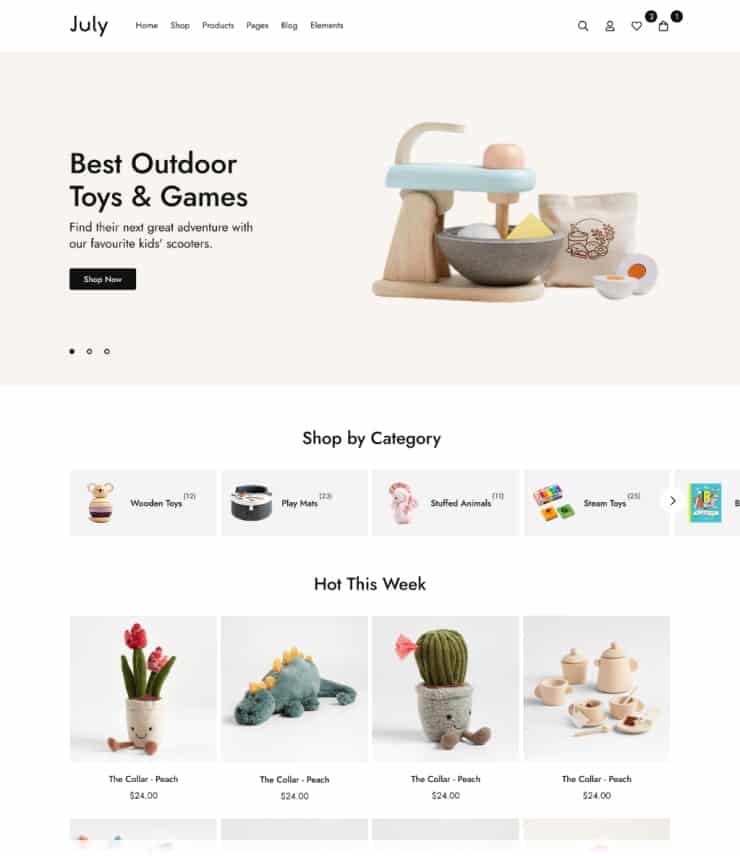 July
Home Shop Products Pages Blog Elements
2 1
Best Outdoor
Toys & Games
Find their next great adventure with
our favourite kids' scooters.
Shop Now
Shop by Category
Wooden Toys (12) Play Mats (23) Stuffed Animals (11) Steam Toys (25) B
Hot This Week
The Collar - Peach The Collar - Peach The Collar - Peach The Collar - Peach
$24.00 $24.00 $24.00 $24.00